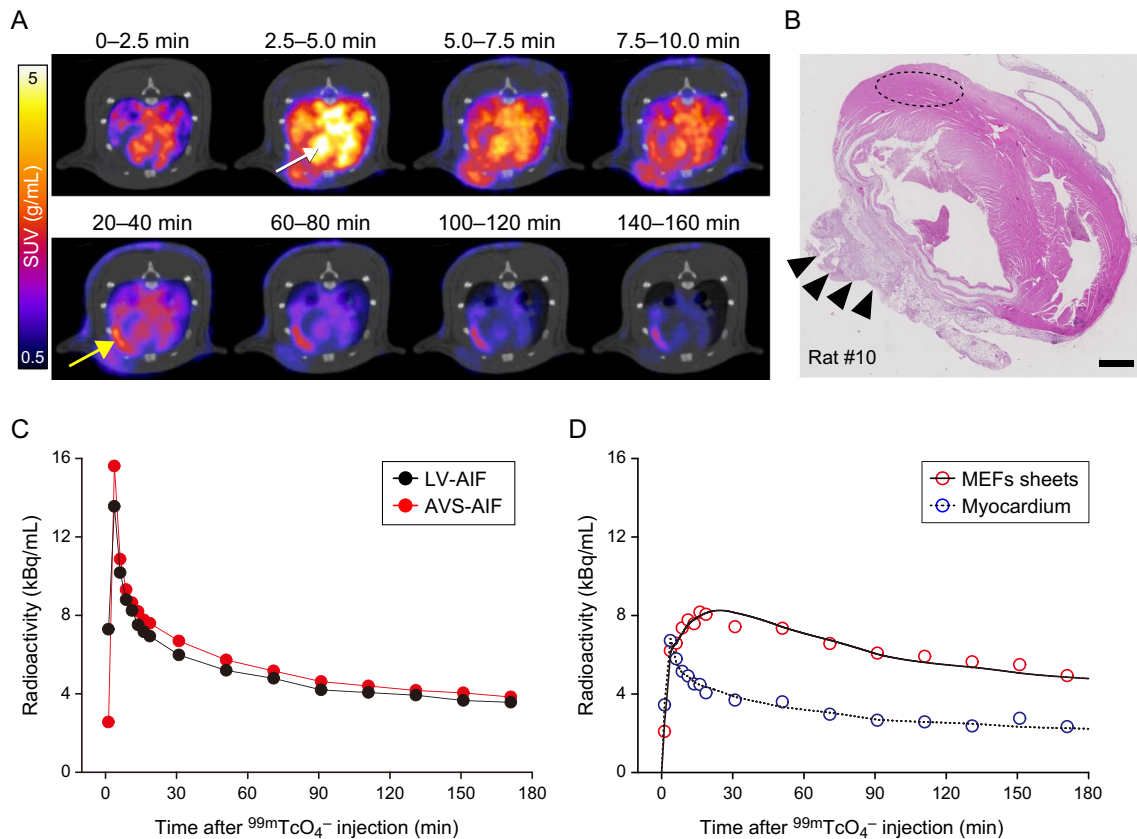 A
0–2.5 min 2.5–5.0 min 5.0–7.5 min 7.5–10.0 min
5
SUV (g/mL)
0.5
20–40 min 60–80 min 100–120 min 140–160 min
B
Rat #10
C
16
12
8
4
0
Radioactivity (kBq/mL)
LV-AIF
AVS-AIF
0 30 60 90 120 150 180
Time after ⁹⁹ᵐTcO₄⁻ injection (min)
D
16
12
8
4
0
Radioactivity (kBq/mL)
MEFs sheets
Myocardium
0 30 60 90 120 150 180
Time after ⁹⁹ᵐTcO₄⁻ injection (min)